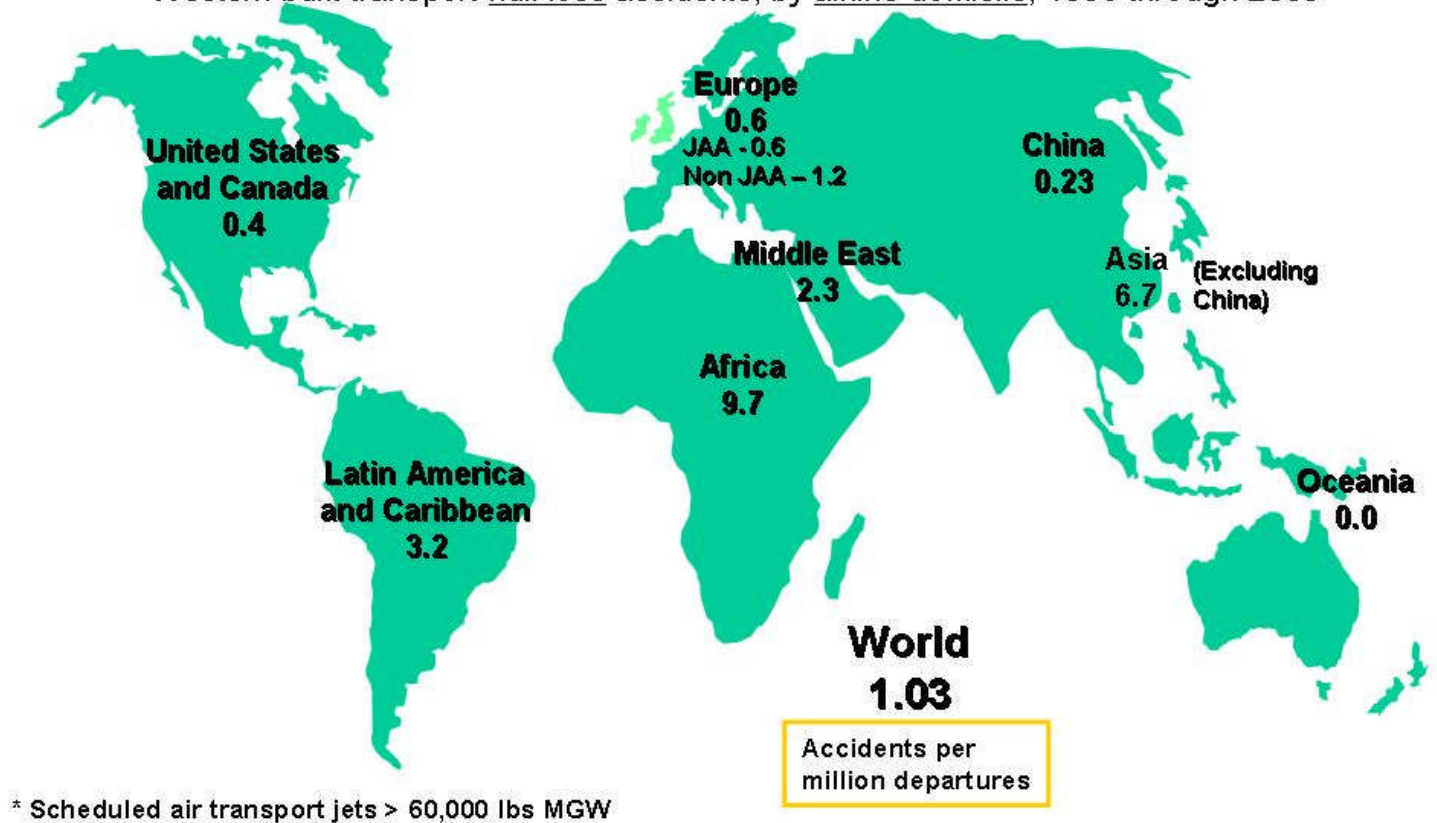 United States
and Canada
0.4
Europe
0.6
JAA - 0.6
Non JAA – 1.2
China
0.23
Middle East
2.3
Asia
6.7
(Excluding
China)
Africa
9.7
Latin America
and Caribbean
3.2
Oceania
0.0
World
1.03
Accidents per
million departures
* Scheduled air transport jets > 60,000 lbs MGW